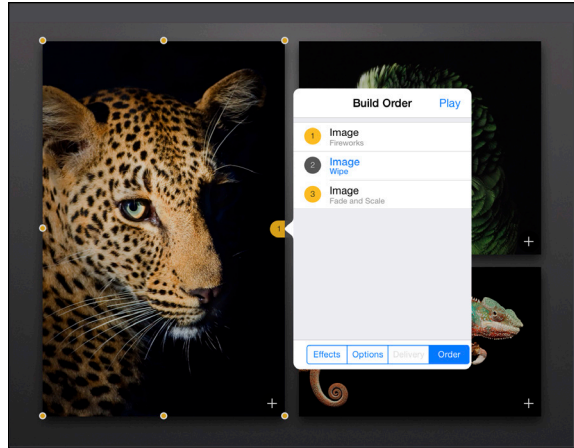 Build Order Play
1 Image
Fireworks
2 Image
Wipe
3 Image
Fade and Scale
1
Effects Options Delivery Order